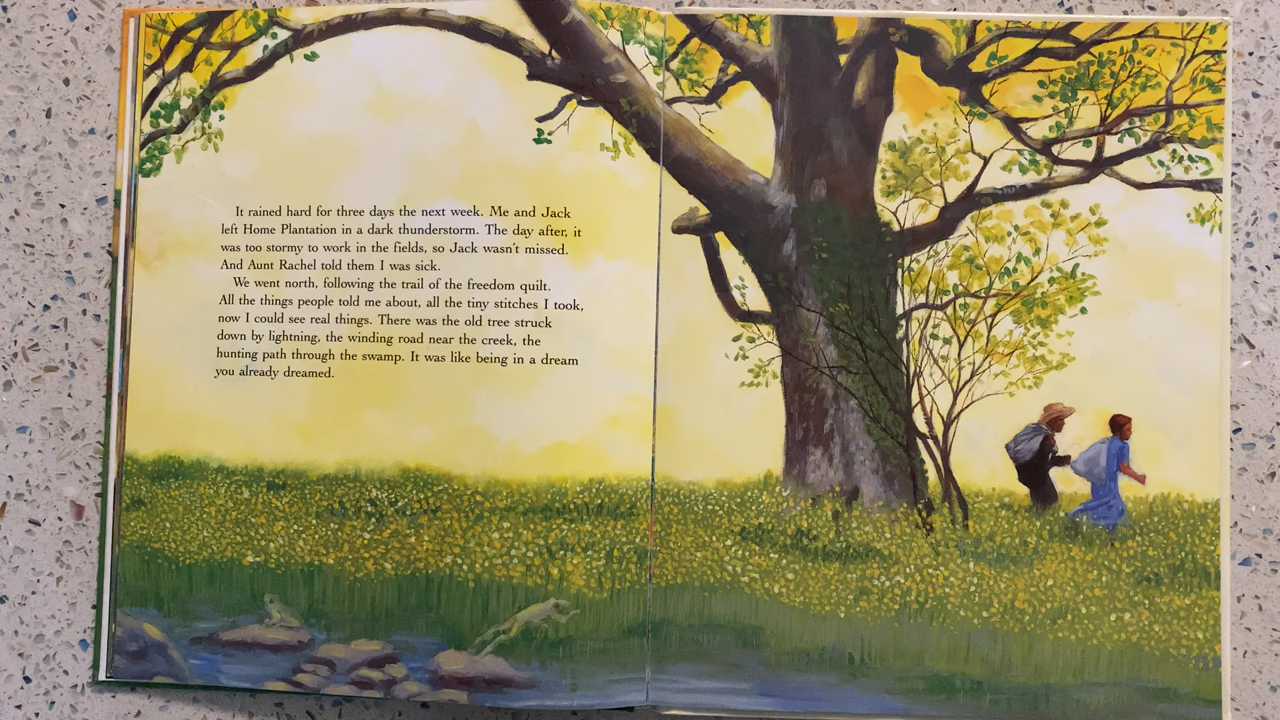 It rained hard for three days the next week. Me and Jack
left Home Plantation in a dark thunderstorm. The day after, it
was too stormy to work in the fields, so Jack wasn't missed.
And Aunt Rachel told them I was sick.
We went north, following the trail of the freedom quilt.
All the things people told me about, all the tiny stitches I took,
now I could see real things. There was the old tree struck
down by lightning, the winding road near the creek, the
hunting path through the swamp. It was like being in a dream
you already dreamed.